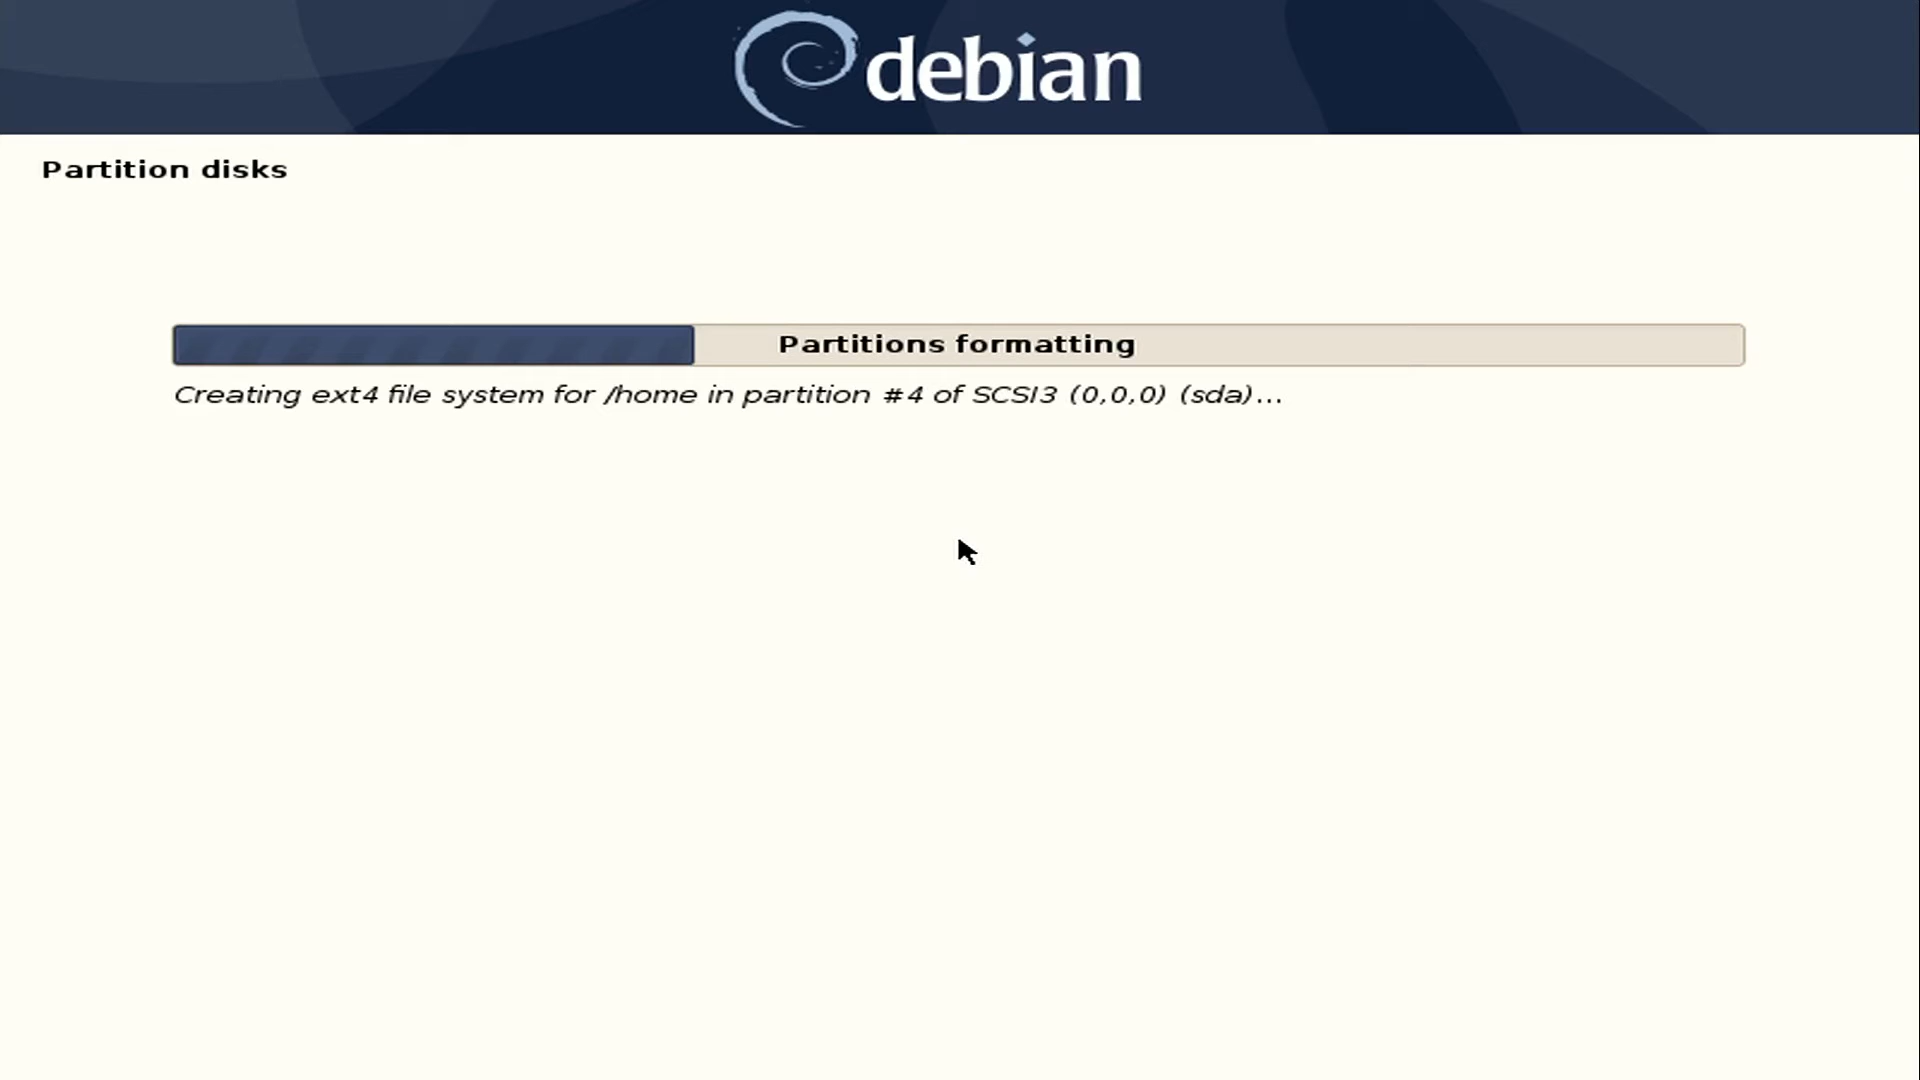 debian
Partition disks
Partitions formatting
Creating ext4 file system for /home in partition #4 of SCSI3 (0,0,0) (sda)...